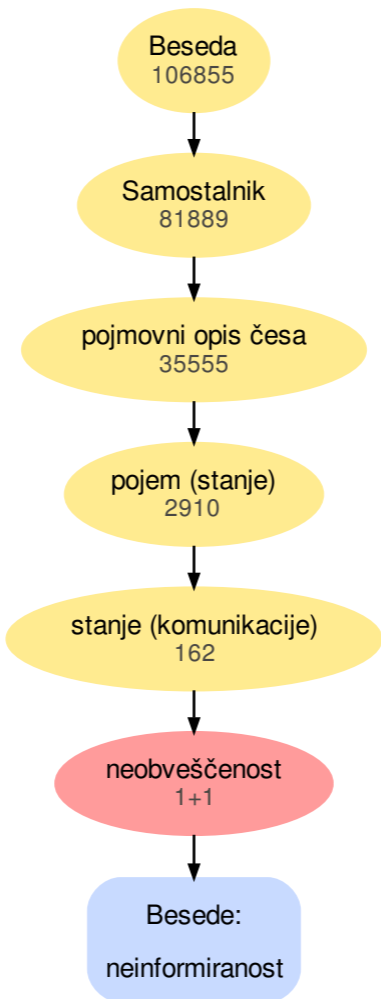 Beseda
106855
Samostalnik
81889
pojmovni opis česa
35555
pojem (stanje)
2910
stanje (komunikacije)
162
neobveščenost
1+1
Besede:
neinformiranost